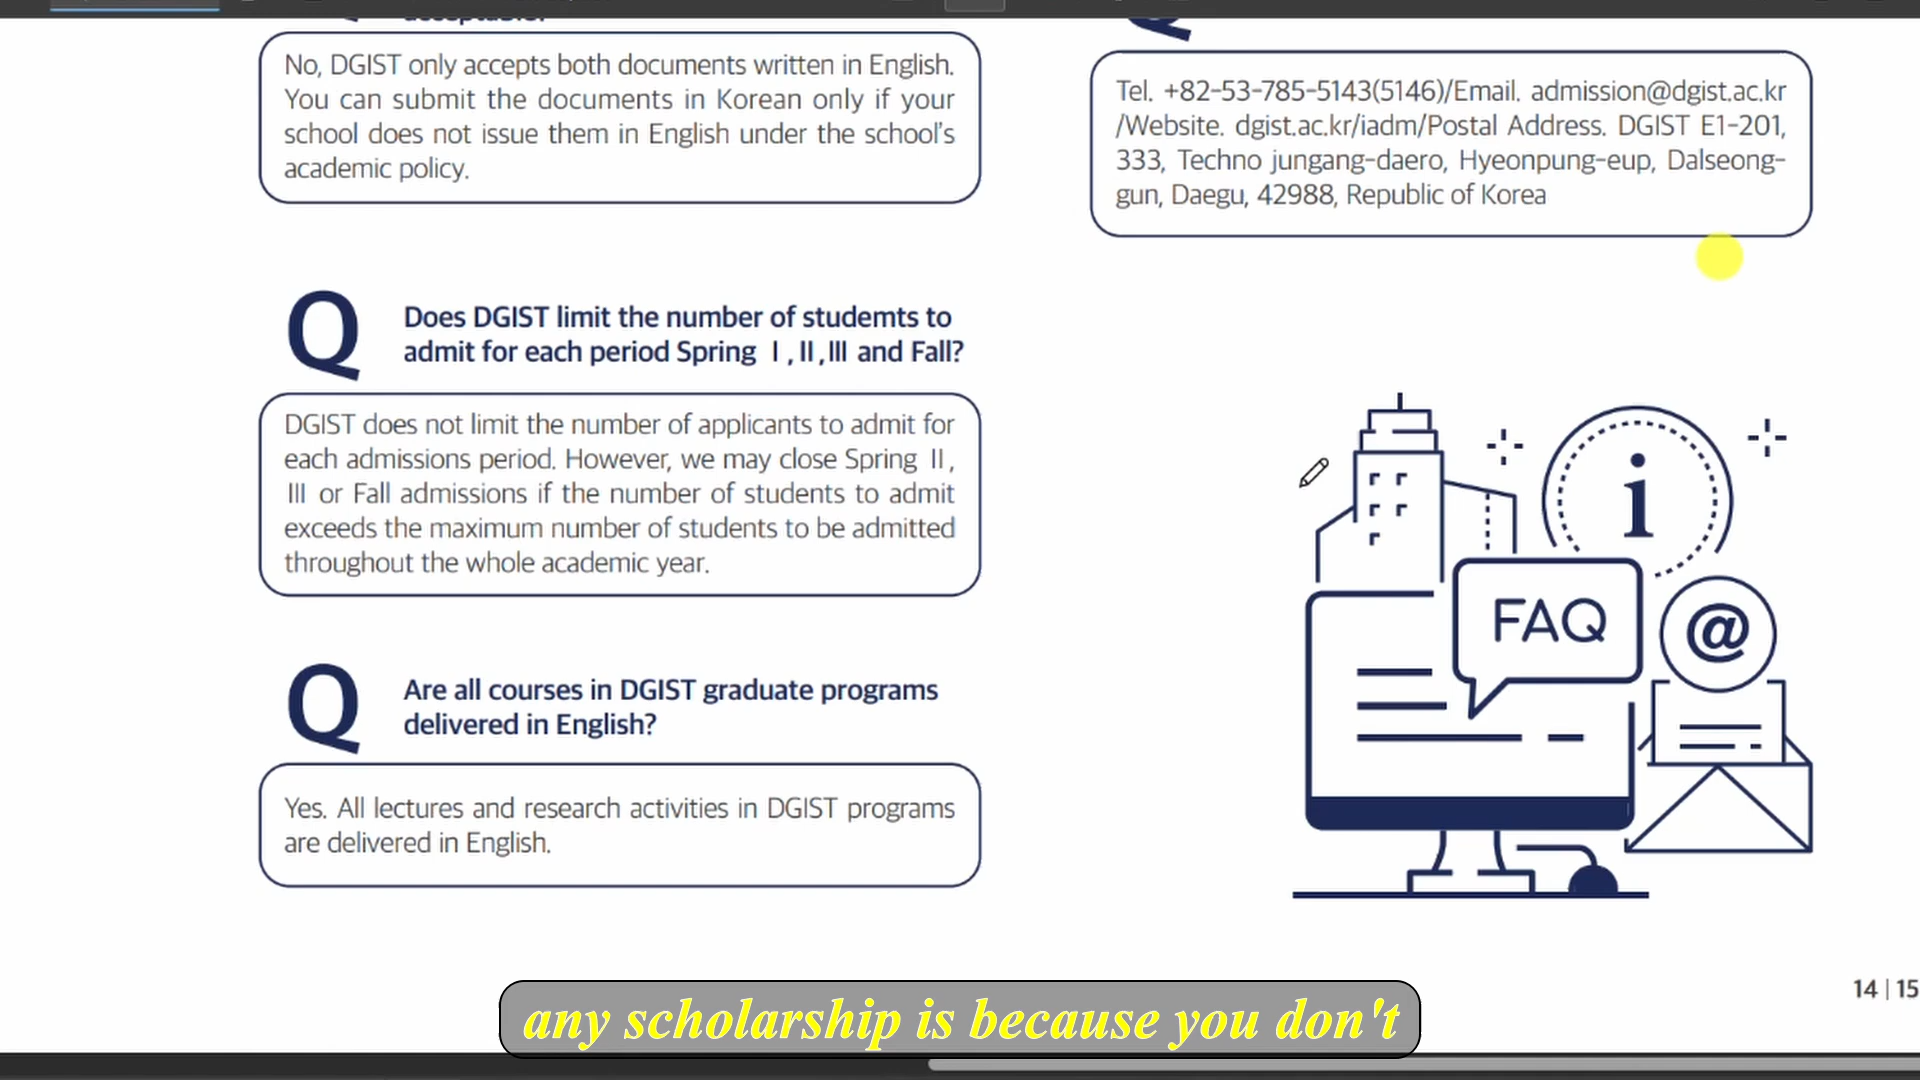 No, DGIST only accepts both documents written in English.
You can submit the documents in Korean only if your
school does not issue them in English under the school's
academic policy.
Q
Does DGIST limit the number of studemts to
admit for each period Spring Ⅰ, Ⅱ, Ⅲ and Fall?
DGIST does not limit the number of applicants to admit for
each admissions period. However, we may close Spring Ⅱ,
Ⅲ or Fall admissions if the number of students to admit
exceeds the maximum number of students to be admitted
throughout the whole academic year.
Q
Are all courses in DGIST graduate programs
delivered in English?
Yes. All lectures and research activities in DGIST programs
are delivered in English.
Tel. +82-53-785-5143(5146)/Email. admission@dgist.ac.kr
/Website. dgist.ac.kr/iadm/Postal Address. DGIST E1-201,
333, Techno jungang-daero, Hyeonpung-eup, Dalseong-
gun, Daegu, 42988, Republic of Korea
i
FAQ
@
14 | 15
any scholarship is because you don't